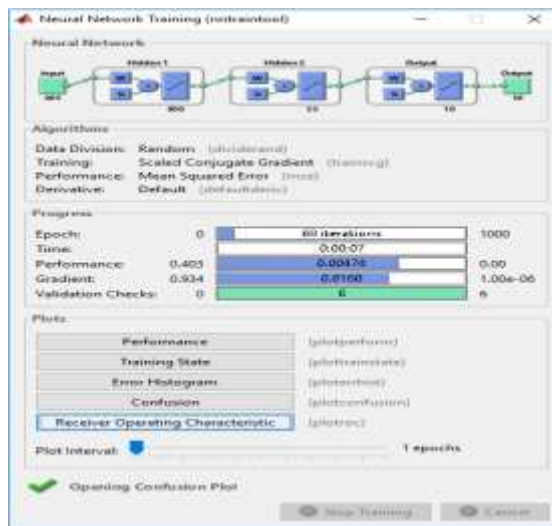 Neural Network Training (nntraintool)
Neural Network
Hidden 1 Hidden 2 Output
Input Output
W W W
b b b
10 10
Algorithms
Data Division: Random (dividerand)
Training: Scaled Conjugate Gradient (trainscg)
Performance: Mean Squared Error (mse)
Derivative: Default (defaultderiv)
Progress
Epoch: 0 iterations 1000
Time: 0:00:07
Performance: 0.403 0.00474 0.00
Gradient: 0.934 0.0160 1.00e-06
Validation Checks: 0 6 6
Plots
Performance (plotperform)
Training State (plottrainstate)
Error Histogram (ploterrhist)
Confusion (plotconfusion)
Receiver Operating Characteristic (plotroc)
Plot Interval: 1 epochs
Opening Confusion Plot
Stop Training Cancel